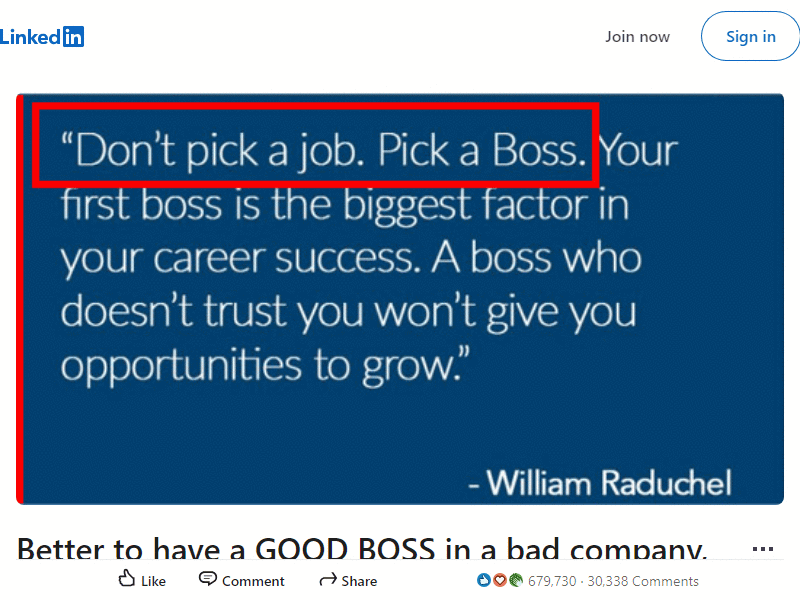 Linked in
Join now
Sign in
“Don’t pick a job. Pick a Boss. Your
first boss is the biggest factor in
your career success. A boss who
doesn’t trust you won’t give you
opportunities to grow.”
- William Raduchel
Better to have a GOOD BOSS in a bad company,
Like
Comment
Share
679,730 · 30,338 Comments